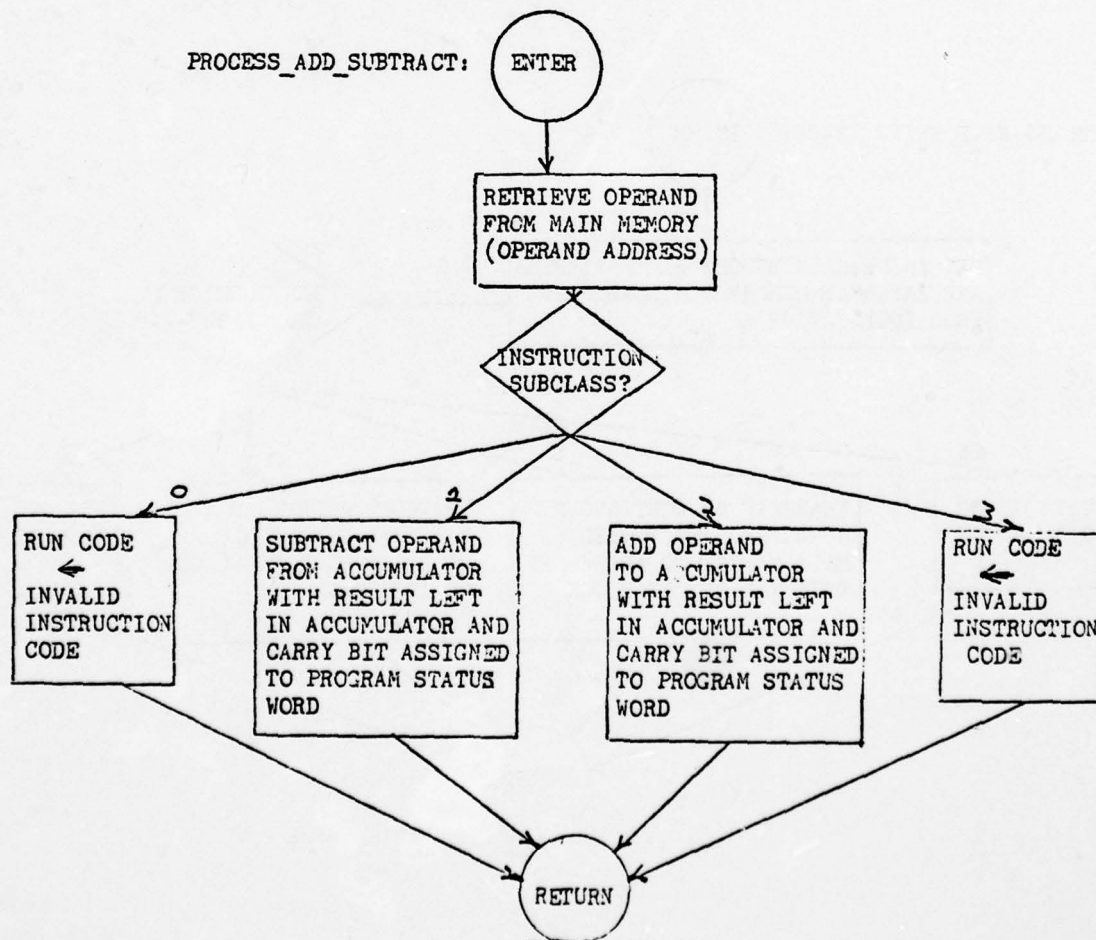 PROCESS_ADD_SUBTRACT:
ENTER
RETRIEVE OPERAND
FROM MAIN MEMORY
(OPERAND ADDRESS)
INSTRUCTION
SUBCLASS?
0
1
2
3
RUN CODE
←
INVALID
INSTRUCTION
CODE
SUBTRACT OPERAND
FROM ACCUMULATOR
WITH RESULT LEFT
IN ACCUMULATOR AND
CARRY BIT ASSIGNED
TO PROGRAM STATUS
WORD
ADD OPERAND
TO ACCUMULATOR
WITH RESULT LEFT
IN ACCUMULATOR AND
CARRY BIT ASSIGNED
TO PROGRAM STATUS
WORD
RUN CODE
←
INVALID
INSTRUCTION
CODE
RETURN